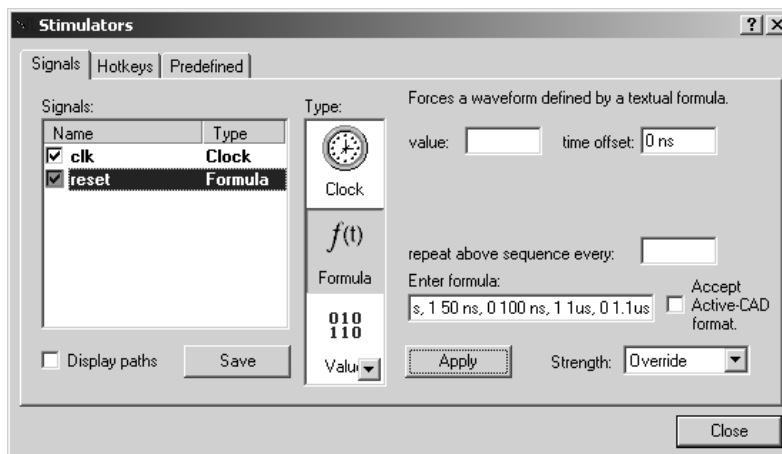 Stimulators
Signals Hotkeys Predefined
Signals:
Name Type
clk Clock
reset Formula
Display paths
Save
Type:
Clock
f(t)
Formula
010
110
Valu
Forces a waveform defined by a textual formula.
value:
time offset: 0 ns
repeat above sequence every:
Enter formula:
s, 1 50 ns, 0 100 ns, 1 1us, 0 1.1us
Accept
Active-CAD
format.
Apply
Strength: Override
Close